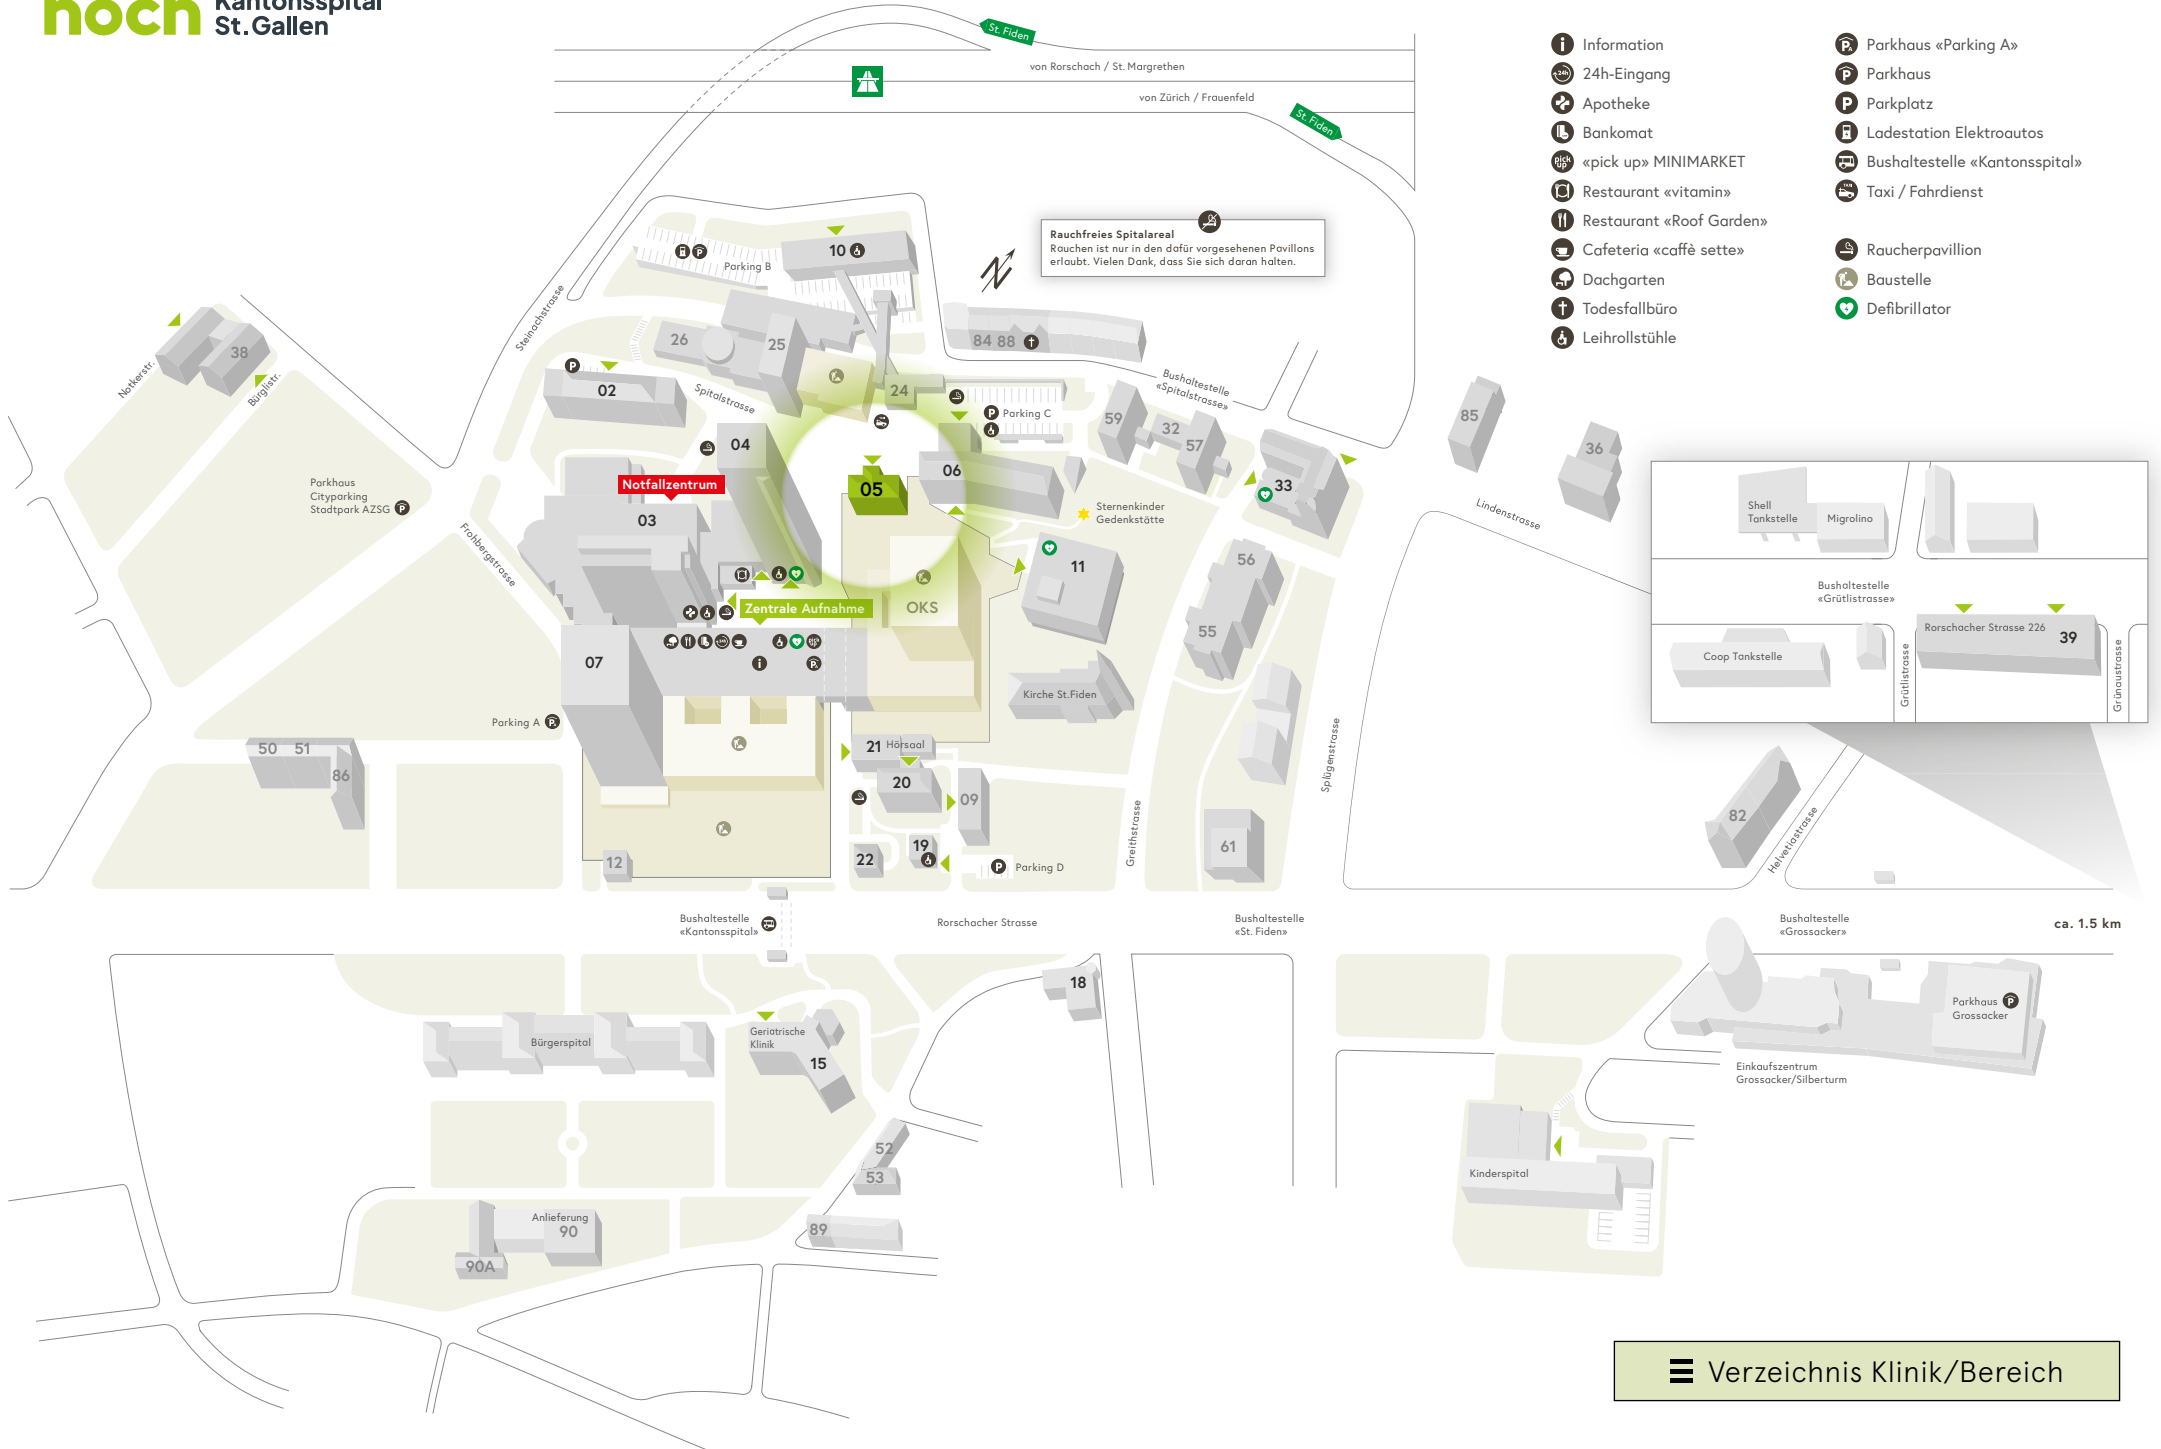 noch Kantonsspital
St.Gallen
St. Fiden
von Rorschach / St. Margrethen
von Zürich / Frauenfeld
St. Fiden
Information
24h-Eingang
Apotheke
Bankomat
«pick up» MINIMARKET
Restaurant «vitamin»
Restaurant «Roof Garden»
Cafeteria «caffè sette»
Dachgarten
Todesfallbüro
Leihrollstühle
Parkhaus «Parking A»
Parkhaus
Parkplatz
Ladestation Elektroautos
Bushaltestelle «Kantonsspital»
Taxi / Fahrdienst
Raucherpavillion
Baustelle
Defibrillator
Rauchfreies Spitalareal
Rauchen ist nur in den dafür vorgesehenen Pavillons
erlaubt. Vielen Dank, dass Sie sich daran halten.
N
Parking B
10
Steinachstrasse
26
25
84 88
38
Notkerstr.
Bürglistr.
02
Spitalstrasse
24
Bushaltestelle
«Spitalstrasse»
Parking C
59
32
57
85
36
04
06
05
33
Parkhaus
Cityparking
Stadtpark AZSG
Notfallzentrum
03
Sternenkinder
Gedenkstätte
Lindenstrasse
Frohbergstrasse
11
56
55
Zentrale Aufnahme
OKS
07
Kirche St.Fiden
Parking A
Shell
Tankstelle
Migrolino
Bushaltestelle
«Grütlistrasse»
Rorschacher Strasse 226
39
Coop Tankstelle
Grütlistrasse
Grünaustrasse
50 51
86
21 Hörsaal
20
09
Splügenstrasse
Greithstrasse
82
Helvetiastrasse
61
12
22
19
Parking D
Bushaltestelle
«Kantonsspital»
Rorschacher Strasse
Bushaltestelle
«St. Fiden»
Bushaltestelle
«Grossacker»
ca. 1.5 km
18
Parkhaus
Grossacker
Bürgerspital
Geriatrische
Klinik
15
Einkaufszentrum
Grossacker/Silberturm
52
53
Kinderspital
89
Anlieferung
90
90A
Verzeichnis Klinik/Bereich